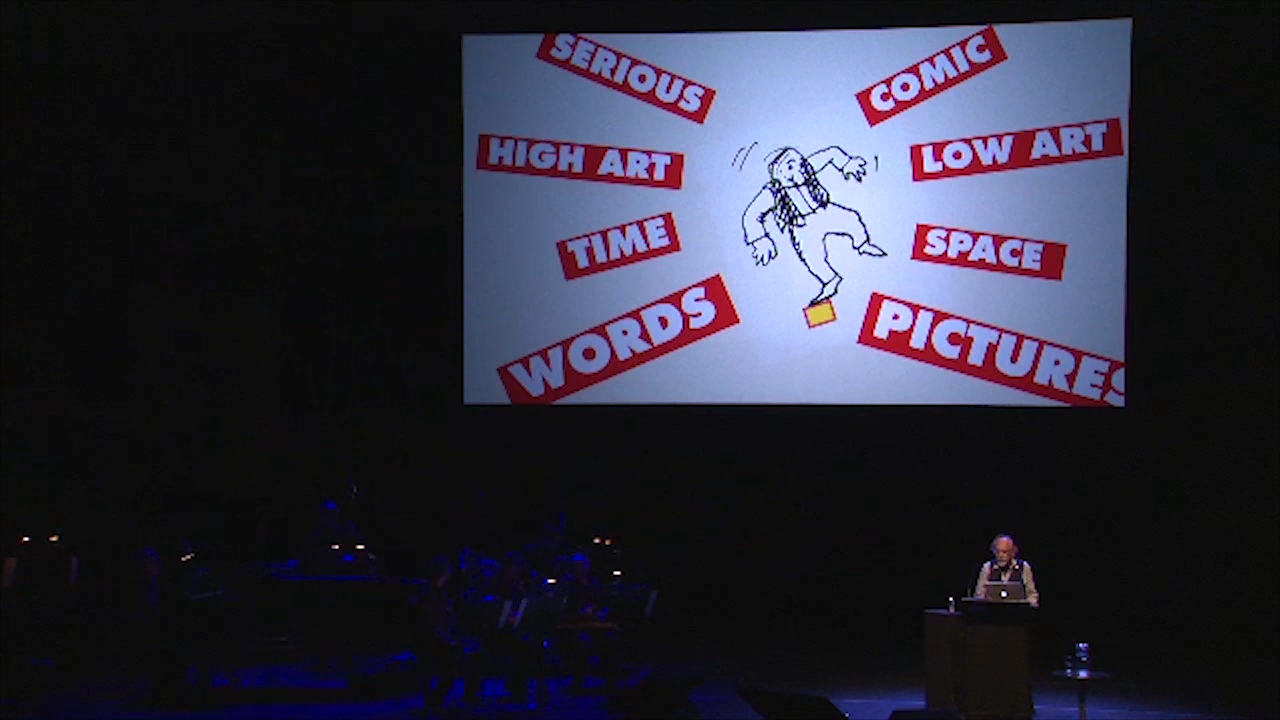 SERIOUS
COMIC
HIGH ART
LOW ART
TIME
SPACE
WORDS
PICTURES